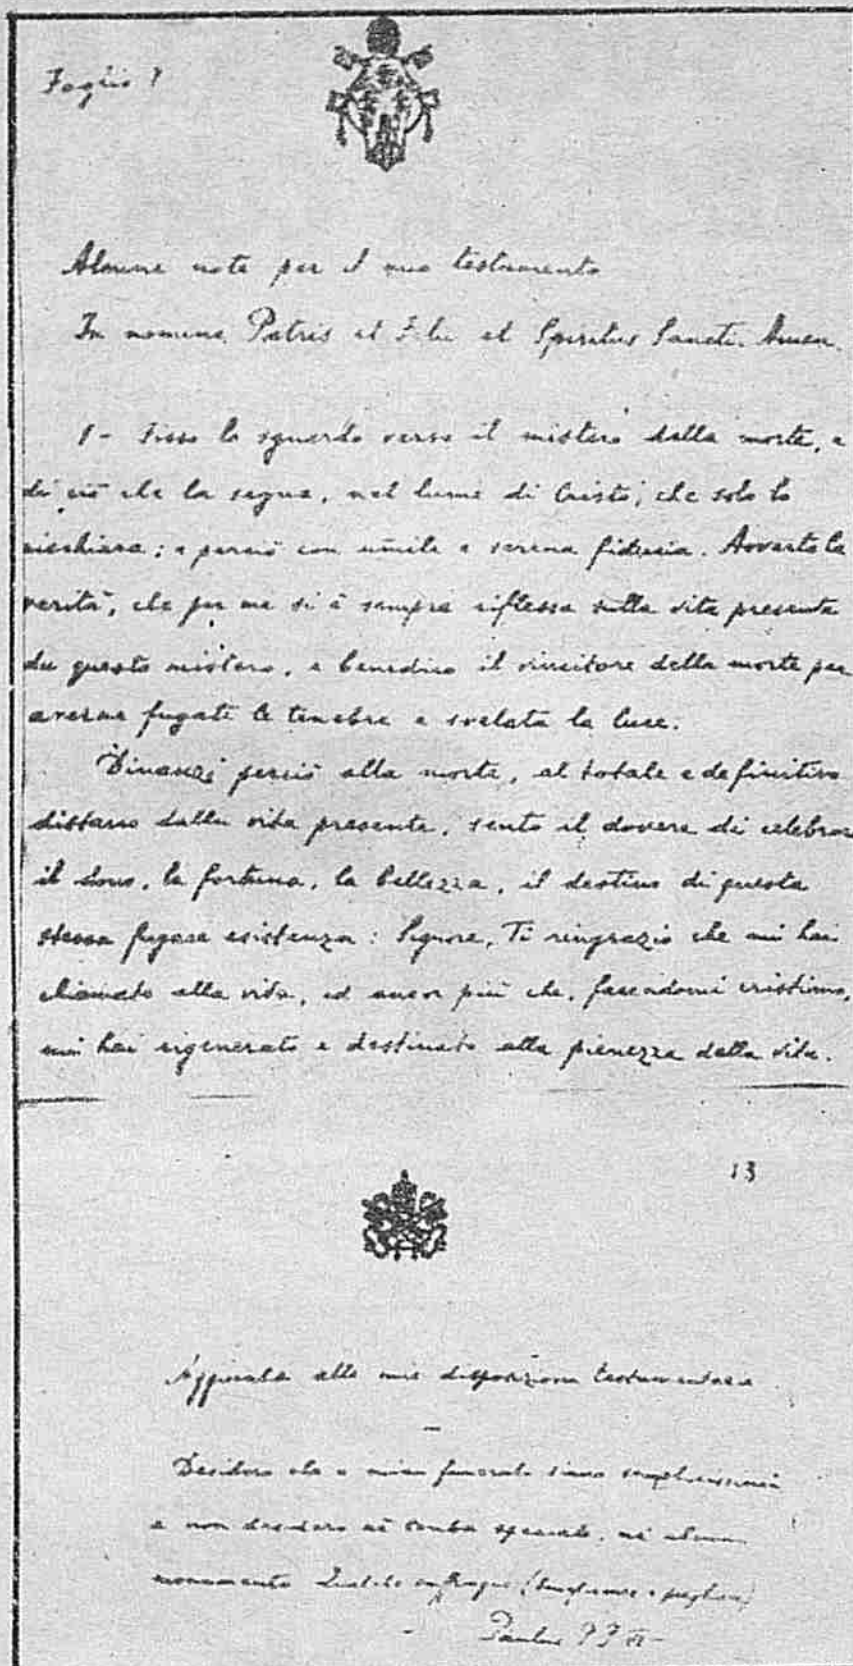 Foglio 1
Alcune note per il mio testamento
In nomine Patris et Filii et Spiritus Sancti. Amen.
1- Fisso lo sguardo verso il mistero della morte, e
di ciò che la segue, nel lume di Cristo, che solo lo
rischiara; e perciò con umile e serena fiducia. Avverto la
verità, che per me si è sempre riflessa sulla vita presente
da questo mistero, e benedico il vincitore della morte per
averne fugate le tenebre e svelata la luce.
Dinanzi perciò alla morte, al totale e definitivo
distacco dalla vita presente, sento il dovere di celebrare
il dono, la fortuna, la bellezza, il destino di questa
stessa fugace esistenza: Signore, Ti ringrazio che mi hai
chiamato alla vita, ed ancor più che, facendomi cristiano,
mi hai rigenerato e destinato alla pienezza della vita.
13
Aggiunta alle mie disposizioni testamentarie
Desidero che i miei funerali siano semplicissimi
e non desidero né tomba speciale, né alcun
monumento. Qualche suffragio (beneficenze e preghiere)
Paulus PP VI